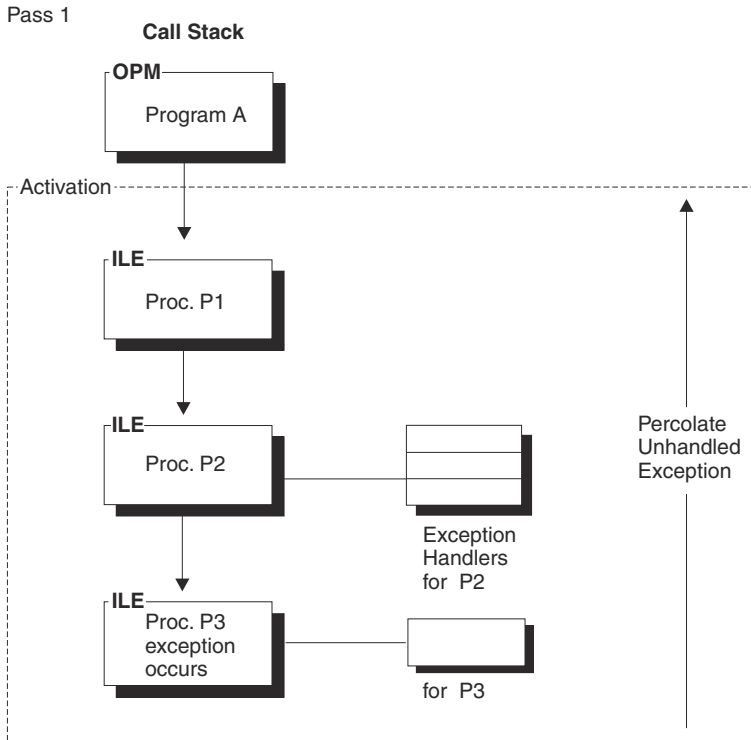 Pass 1
Call Stack
OPM
Program A
Activation
ILE
Proc. P1
ILE
Proc. P2
Exception
Handlers
for P2
Percolate
Unhandled
Exception
ILE
Proc. P3
exception
occurs
for P3